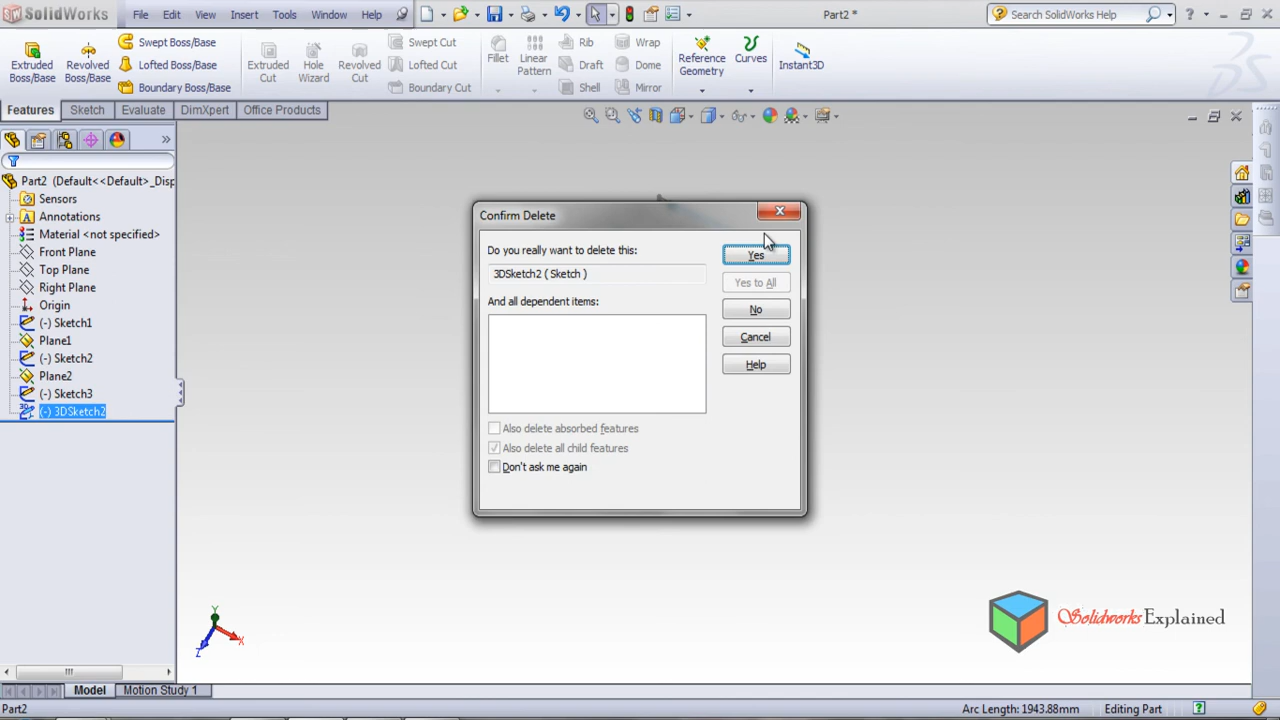 SolidWorks File Edit View Insert Tools Window Help Part2 * Search SolidWorks Help
Extruded Boss/Base
Revolved Boss/Base
Swept Boss/Base
Lofted Boss/Base
Boundary Boss/Base
Extruded Cut
Hole Wizard
Revolved Cut
Swept Cut
Lofted Cut
Boundary Cut
Fillet
Linear Pattern
Rib
Draft
Shell
Wrap
Dome
Mirror
Reference Geometry
Curves
Instant3D
Features Sketch Evaluate DimXpert Office Products
Part2 (Default<<Default>_Disp
Sensors
Annotations
Material <not specified>
Front Plane
Top Plane
Right Plane
Origin
(-) Sketch1
Plane1
(-) Sketch2
Plane2
(-) Sketch3
(-) 3DSketch2
Confirm Delete
Do you really want to delete this:
3DSketch2 ( Sketch )
And all dependent items:
Yes
Yes to All
No
Cancel
Help
Also delete absorbed features
Also delete all child features
Don't ask me again
Y
X
Z
Solidworks Explained
Model Motion Study 1
Part2 Arc Length: 1943.88mm Editing Part